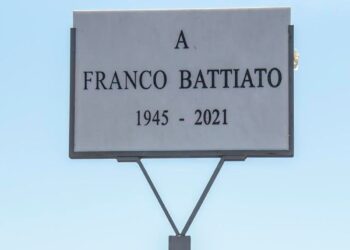 A
FRANCO BATTIATO
1945 - 2021